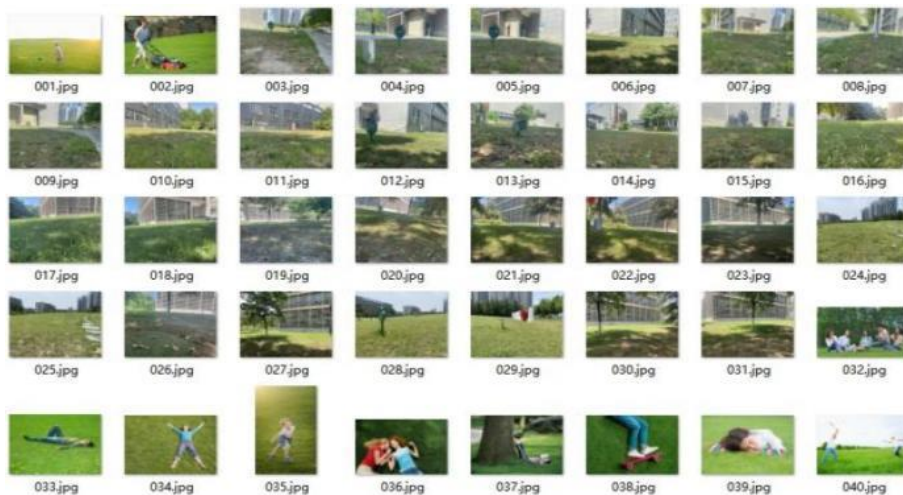 001.jpg 002.jpg 003.jpg 004.jpg 005.jpg 006.jpg 007.jpg 008.jpg
009.jpg 010.jpg 011.jpg 012.jpg 013.jpg 014.jpg 015.jpg 016.jpg
017.jpg 018.jpg 019.jpg 020.jpg 021.jpg 022.jpg 023.jpg 024.jpg
025.jpg 026.jpg 027.jpg 028.jpg 029.jpg 030.jpg 031.jpg 032.jpg
033.jpg 034.jpg 035.jpg 036.jpg 037.jpg 038.jpg 039.jpg 040.jpg